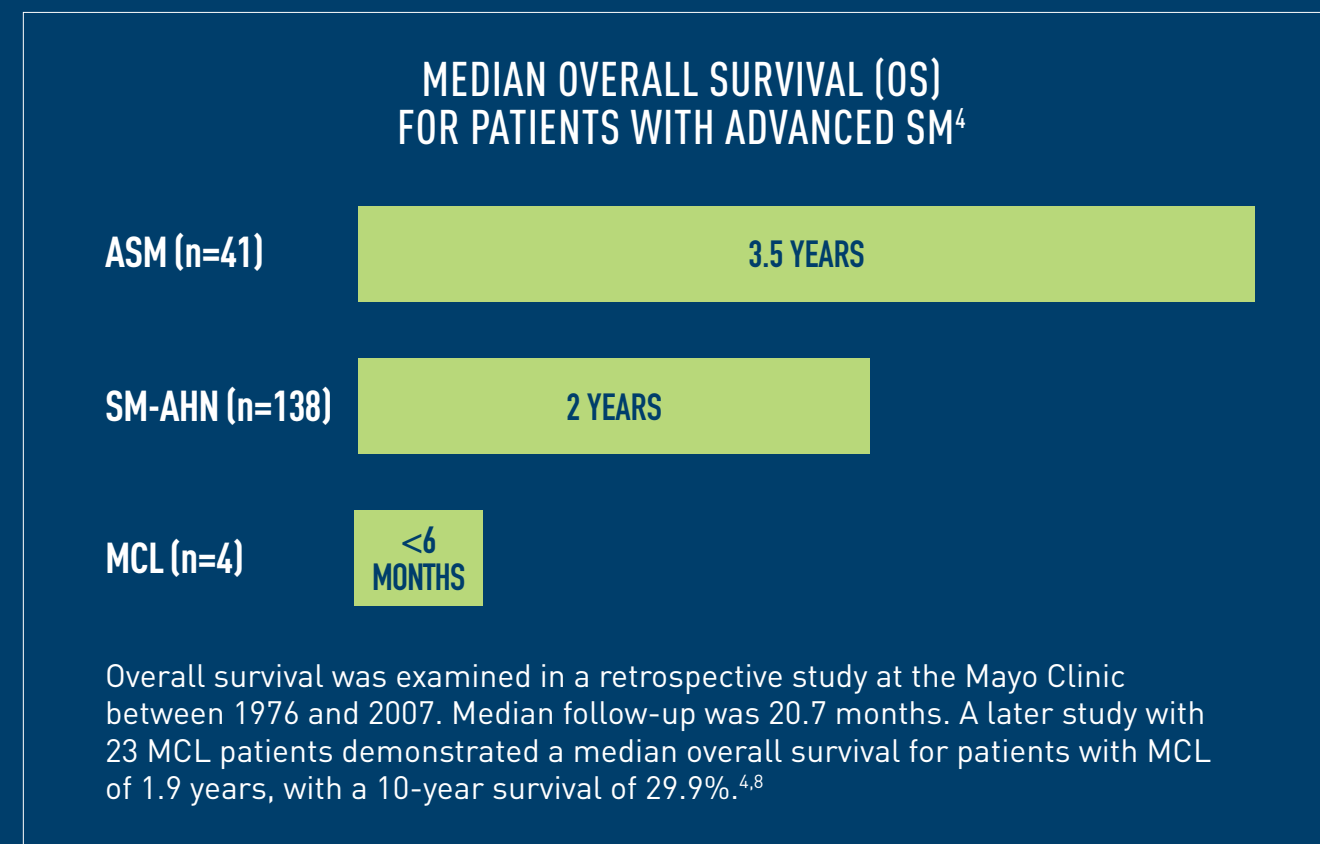 MEDIAN OVERALL SURVIVAL (OS)
FOR PATIENTS WITH ADVANCED SM⁴
ASM (n=41)
3.5 YEARS
SM-AHN (n=138)
2 YEARS
MCL (n=4)
<6
MONTHS
Overall survival was examined in a retrospective study at the Mayo Clinic
between 1976 and 2007. Median follow-up was 20.7 months. A later study with
23 MCL patients demonstrated a median overall survival for patients with MCL
of 1.9 years, with a 10-year survival of 29.9%.⁴,⁸